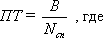 ПТ = B / Nсп , где